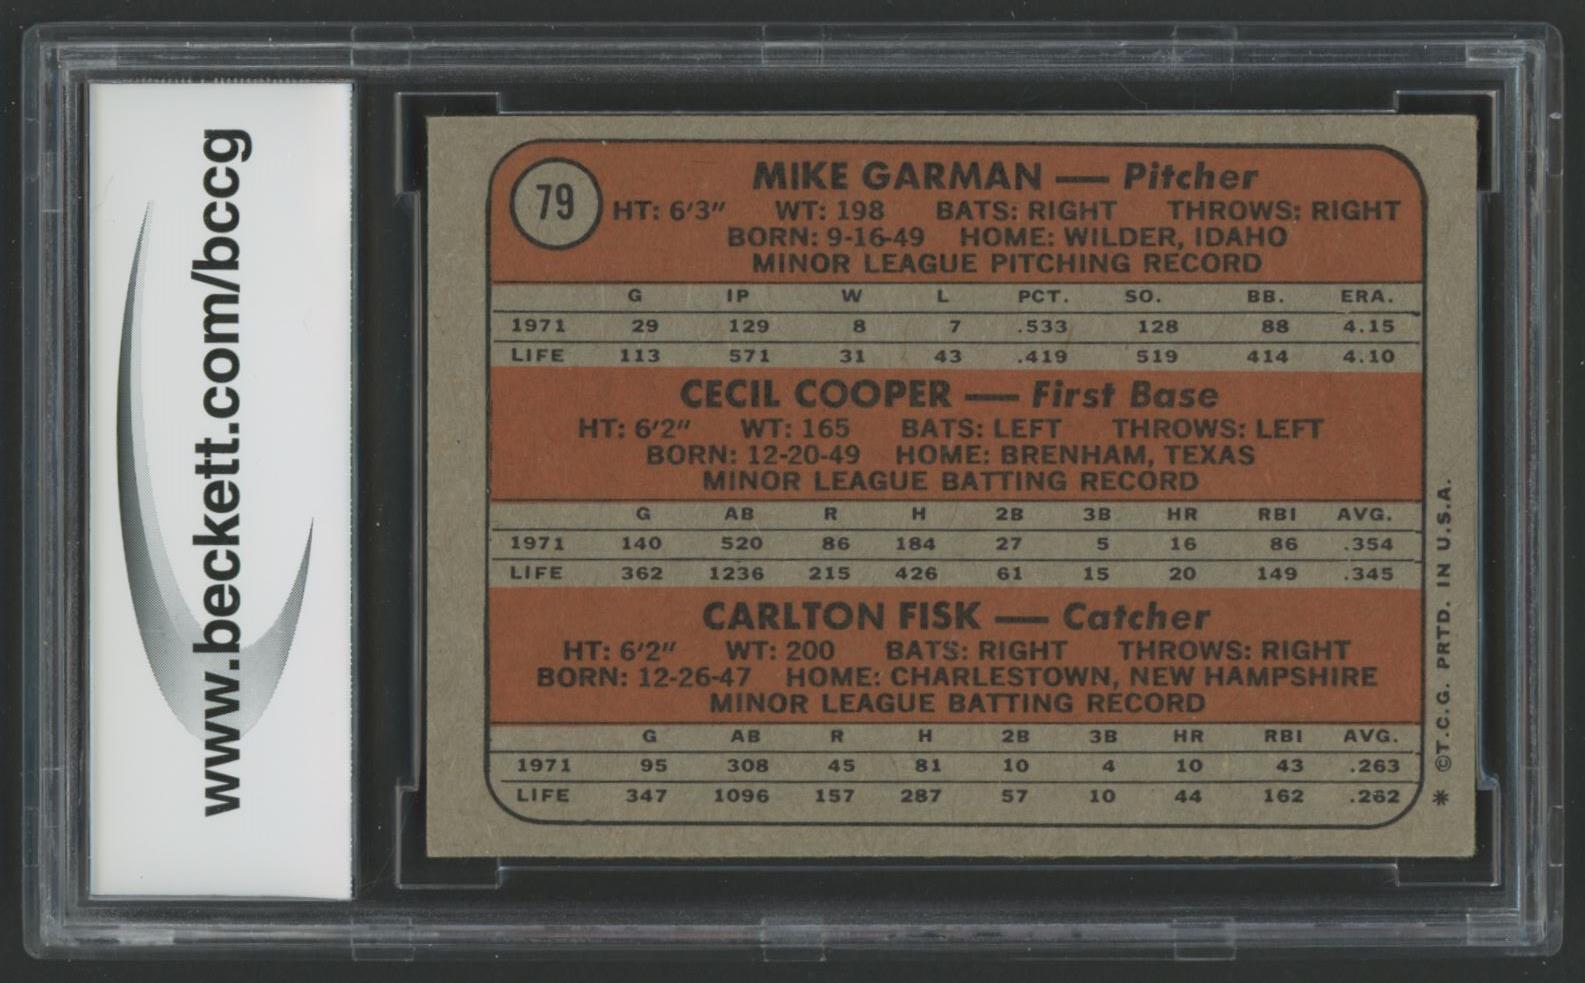 www.beckett.com/bccg
79
MIKE GARMAN — Pitcher
HT: 6'3" WT: 198 BATS: RIGHT THROWS: RIGHT
BORN: 9-16-49 HOME: WILDER, IDAHO
MINOR LEAGUE PITCHING RECORD
G IP W L PCT. SO. BB. ERA.
1971 29 129 8 7 .533 128 88 4.15
LIFE 113 571 31 43 .419 519 414 4.10
CECIL COOPER — First Base
HT: 6'2" WT: 165 BATS: LEFT THROWS: LEFT
BORN: 12-20-49 HOME: BRENHAM, TEXAS
MINOR LEAGUE BATTING RECORD
G AB R H 2B 3B HR RBI AVG.
1971 140 520 86 184 27 5 16 86 .354
LIFE 362 1236 215 426 61 15 20 149 .345
CARLTON FISK — Catcher
HT: 6'2" WT: 200 BATS: RIGHT THROWS: RIGHT
BORN: 12-26-47 HOME: CHARLESTOWN, NEW HAMPSHIRE
MINOR LEAGUE BATTING RECORD
G AB R H 2B 3B HR RBI AVG.
1971 95 308 45 81 10 4 10 43 .263
LIFE 347 1096 157 287 57 10 44 162 .262
* ©T.C.G. PRTD. IN U.S.A.